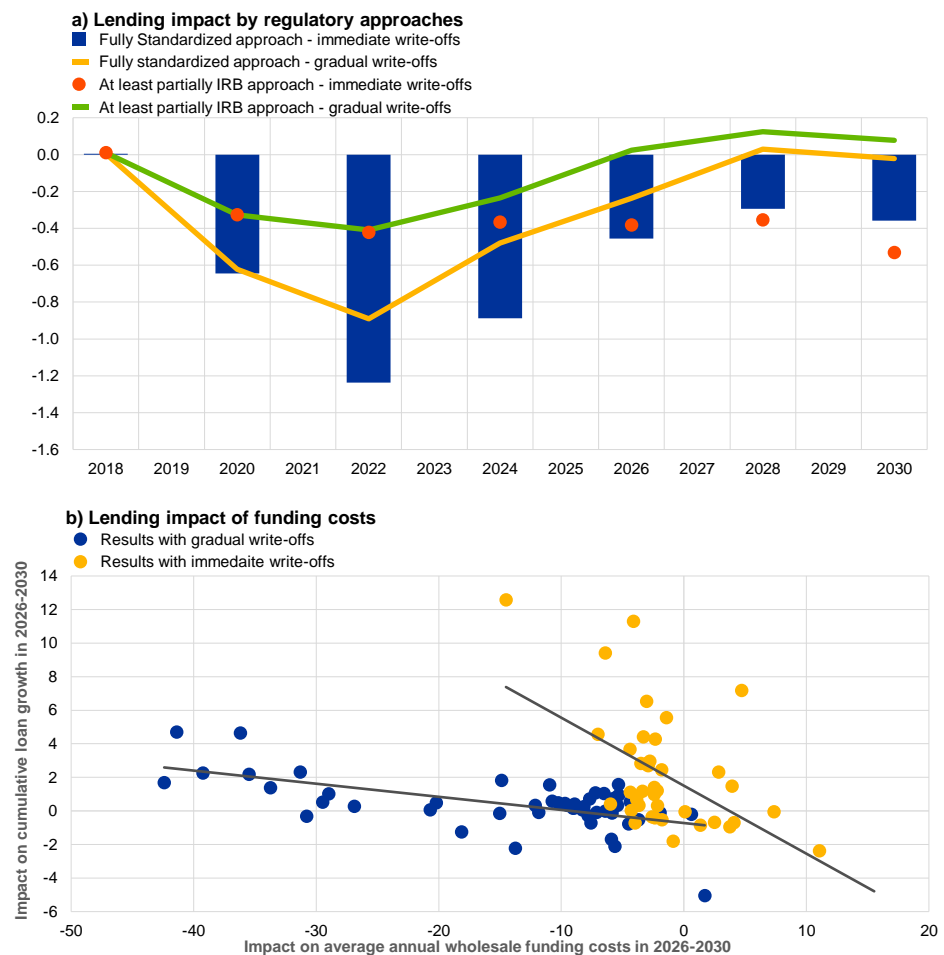 a) Lending impact by regulatory approaches
Fully Standardized approach - immediate write-offs
Fully standardized approach - gradual write-offs
At least partially IRB approach - immediate write-offs
At least partially IRB approach - gradual write-offs
0.2
0.0
-0.2
-0.4
-0.6
-0.8
-1.0
-1.2
-1.4
-1.6
2018 2019 2020 2021 2022 2023 2024 2025 2026 2027 2028 2029 2030
b) Lending impact of funding costs
Results with gradual write-offs
Results with immedaite write-offs
Impact on cumulative loan growth in 2026-2030
14
12
10
8
6
4
2
0
-2
-4
-6
-50 -40 -30 -20 -10 0 10 20
Impact on average annual wholesale funding costs in 2026-2030